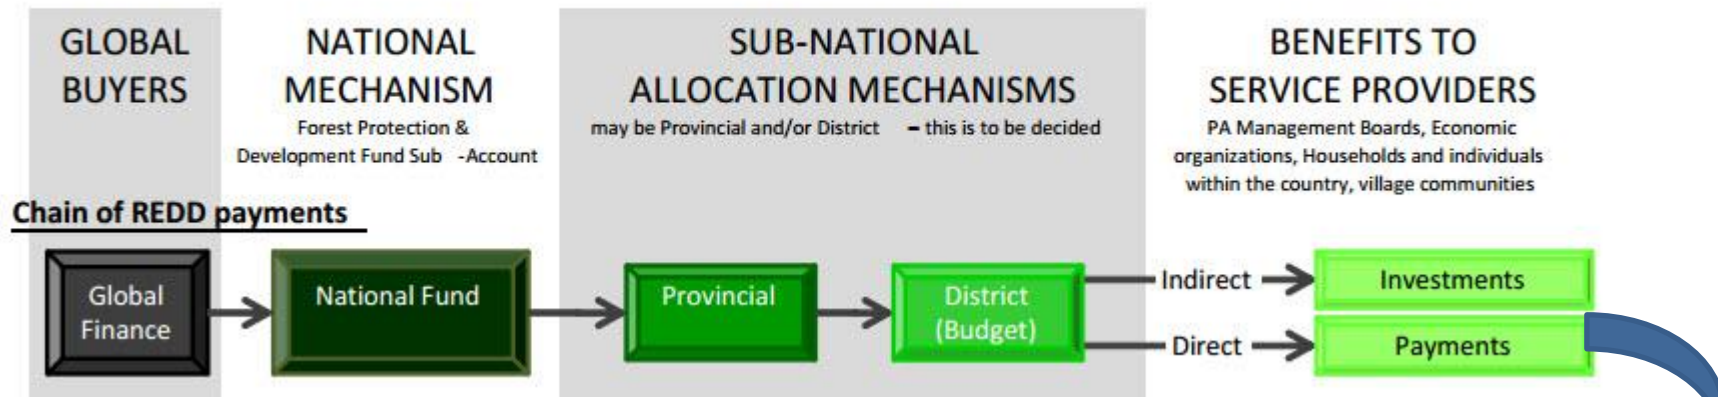 GLOBAL
BUYERS
NATIONAL
MECHANISM
Forest Protection &
Development Fund Sub -Account
SUB-NATIONAL
ALLOCATION MECHANISMS
may be Provincial and/or District – this is to be decided
BENEFITS TO
SERVICE PROVIDERS
PA Management Boards, Economic
organizations, Households and individuals
within the country, village communities
Chain of REDD payments
Global
Finance
National Fund
Provincial
District
(Budget)
Indirect
Investments
Direct
Payments